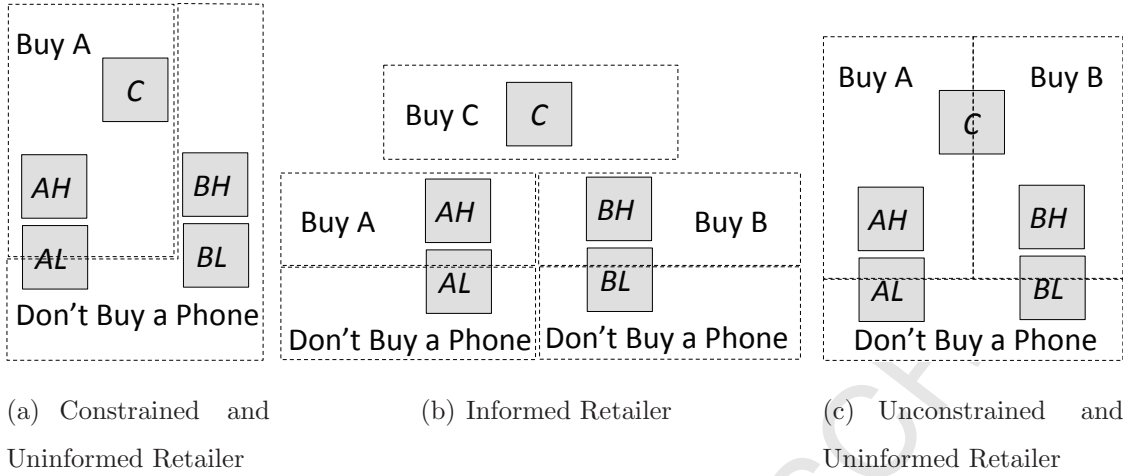 Buy A
C
AH
BH
AL
BL
Don't Buy a Phone
(a) Constrained and
Uninformed Retailer
Buy C
C
Buy A
AH
BH
Buy B
AL
BL
Don't Buy a Phone
Don't Buy a Phone
(b) Informed Retailer
Buy A
Buy B
C
AH
BH
AL
BL
Don't Buy a Phone
(c) Unconstrained and
Uninformed Retailer